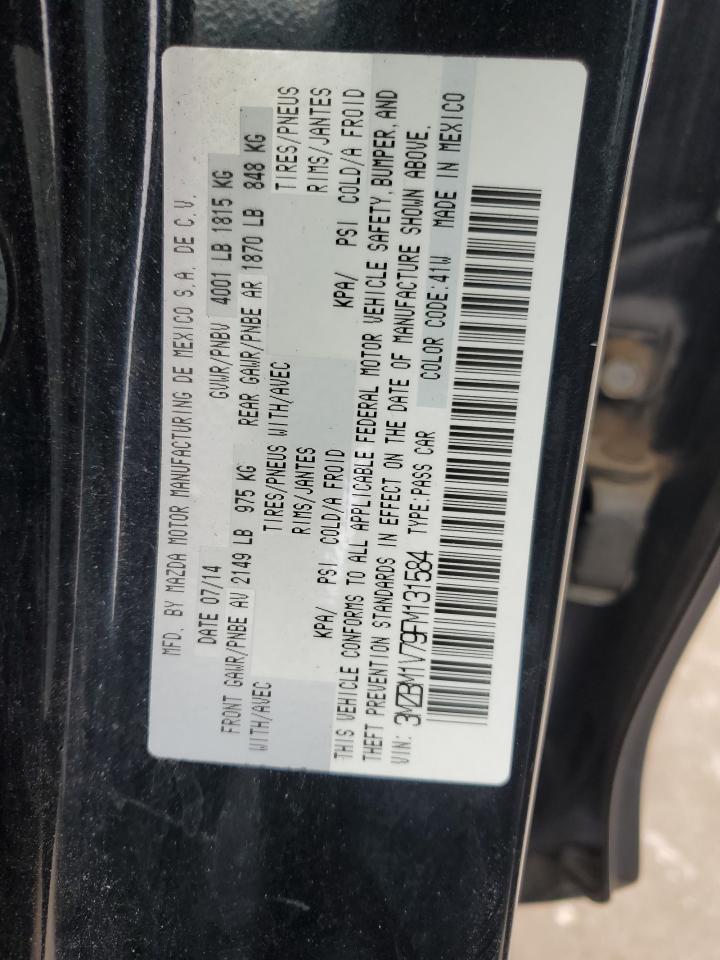 MFD. BY MAZDA MOTOR MANUFACTURING DE MEXICO S.A. DE C.V.
DATE 07/14 GVWR/PNBV 4001 LB 1815 KG
FRONT GAWR/PNBE AV 2149 LB 975 KG REAR GAWR/PNBE AR 1870 LB 848 KG
WITH/AVEC TIRES/PNEUS WITH/AVEC TIRES/PNEUS
RIMS/JANTES RIMS/JANTES
KPA/ PSI COLD/A FROID KPA/ PSI COLD/A FROID
THIS VEHICLE CONFORMS TO ALL APPLICABLE FEDERAL MOTOR VEHICLE SAFETY, BUMPER, AND
THEFT PREVENTION STANDARDS IN EFFECT ON THE DATE OF MANUFACTURE SHOWN ABOVE.
VIN: 3MZBM1V79FM131584 TYPE:PASS CAR COLOR CODE:41W MADE IN MEXICO